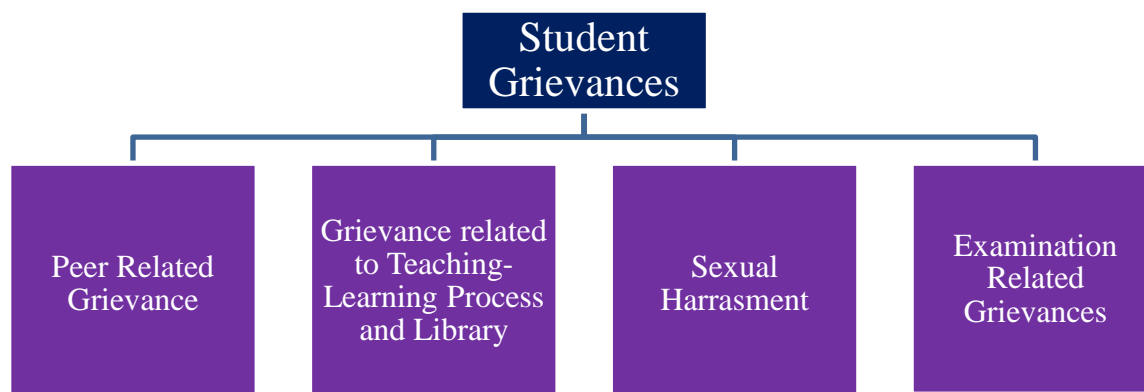 Student
Grievances
Peer Related
Grievance
Grievance related
to Teaching-
Learning Process
and Library
Sexual
Harrasment
Examination
Related
Grievances